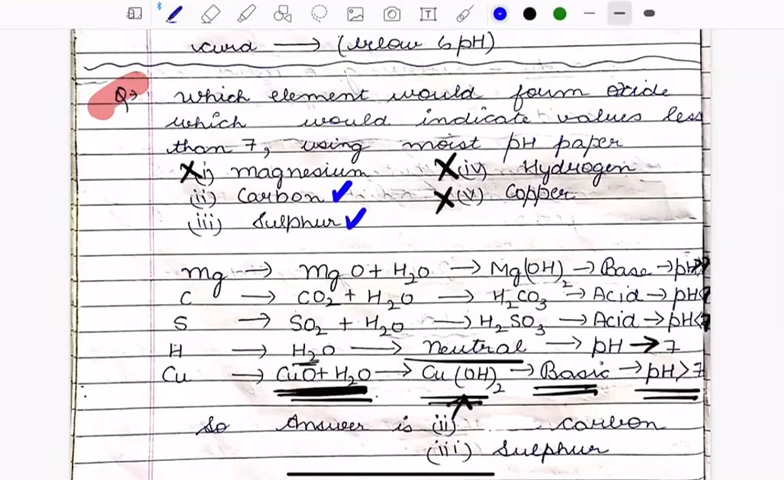 (below 6 pH)
Q→ which element would form oxide
which would indicate values less
than 7, using moist pH paper
(i) magnesium (iv) Hydrogen
(ii) Carbon ✓ (v) Copper
(iii) Sulphur ✓
Mg → MgO + H₂O → Mg(OH)₂ → Base → pH>7
C → CO₂ + H₂O → H₂CO₃ → Acid → pH<7
S → SO₂ + H₂O → H₂SO₃ → Acid → pH<7
H → H₂O → neutral → pH → 7
Cu → CuO + H₂O → Cu(OH)₂ → Basic → pH>7
So Answer is (ii) carbon
(iii) Sulphur